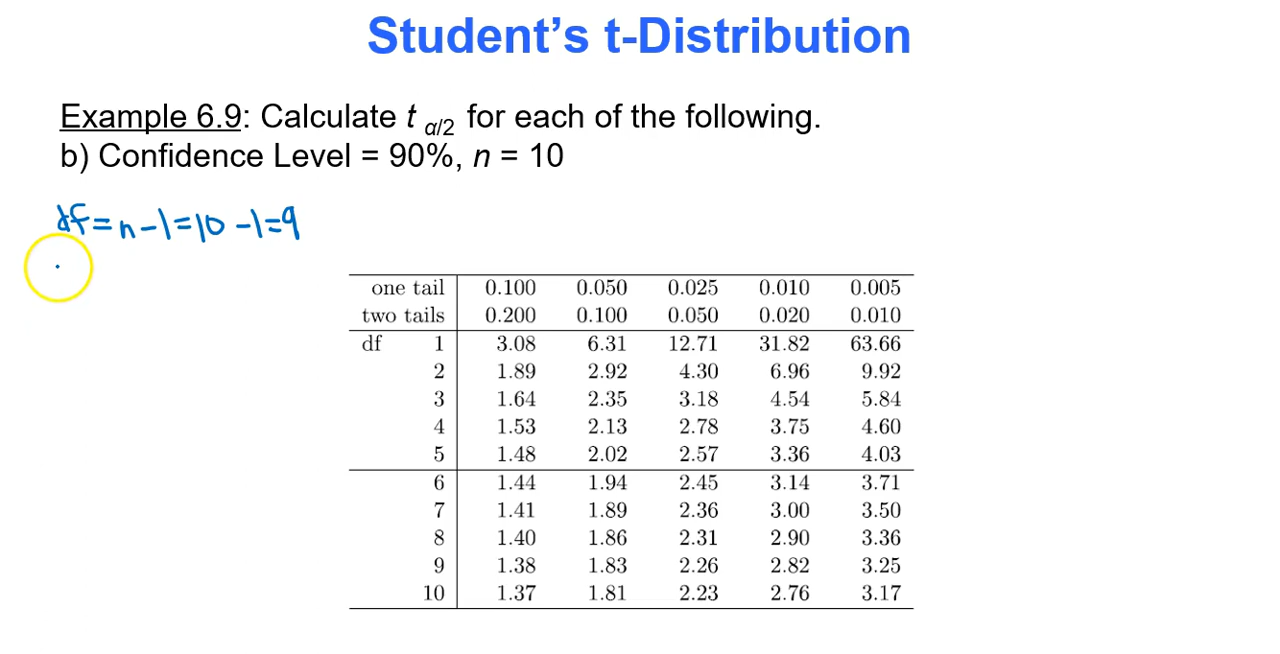 Student's t-Distribution
Example 6.9: Calculate t α/2 for each of the following.
b) Confidence Level = 90%, n = 10
df = n - 1 = 10 - 1 = 9
one tail 0.100 0.050 0.025 0.010 0.005
two tails 0.200 0.100 0.050 0.020 0.010
df 1 3.08 6.31 12.71 31.82 63.66
2 1.89 2.92 4.30 6.96 9.92
3 1.64 2.35 3.18 4.54 5.84
4 1.53 2.13 2.78 3.75 4.60
5 1.48 2.02 2.57 3.36 4.03
6 1.44 1.94 2.45 3.14 3.71
7 1.41 1.89 2.36 3.00 3.50
8 1.40 1.86 2.31 2.90 3.36
9 1.38 1.83 2.26 2.82 3.25
10 1.37 1.81 2.23 2.76 3.17